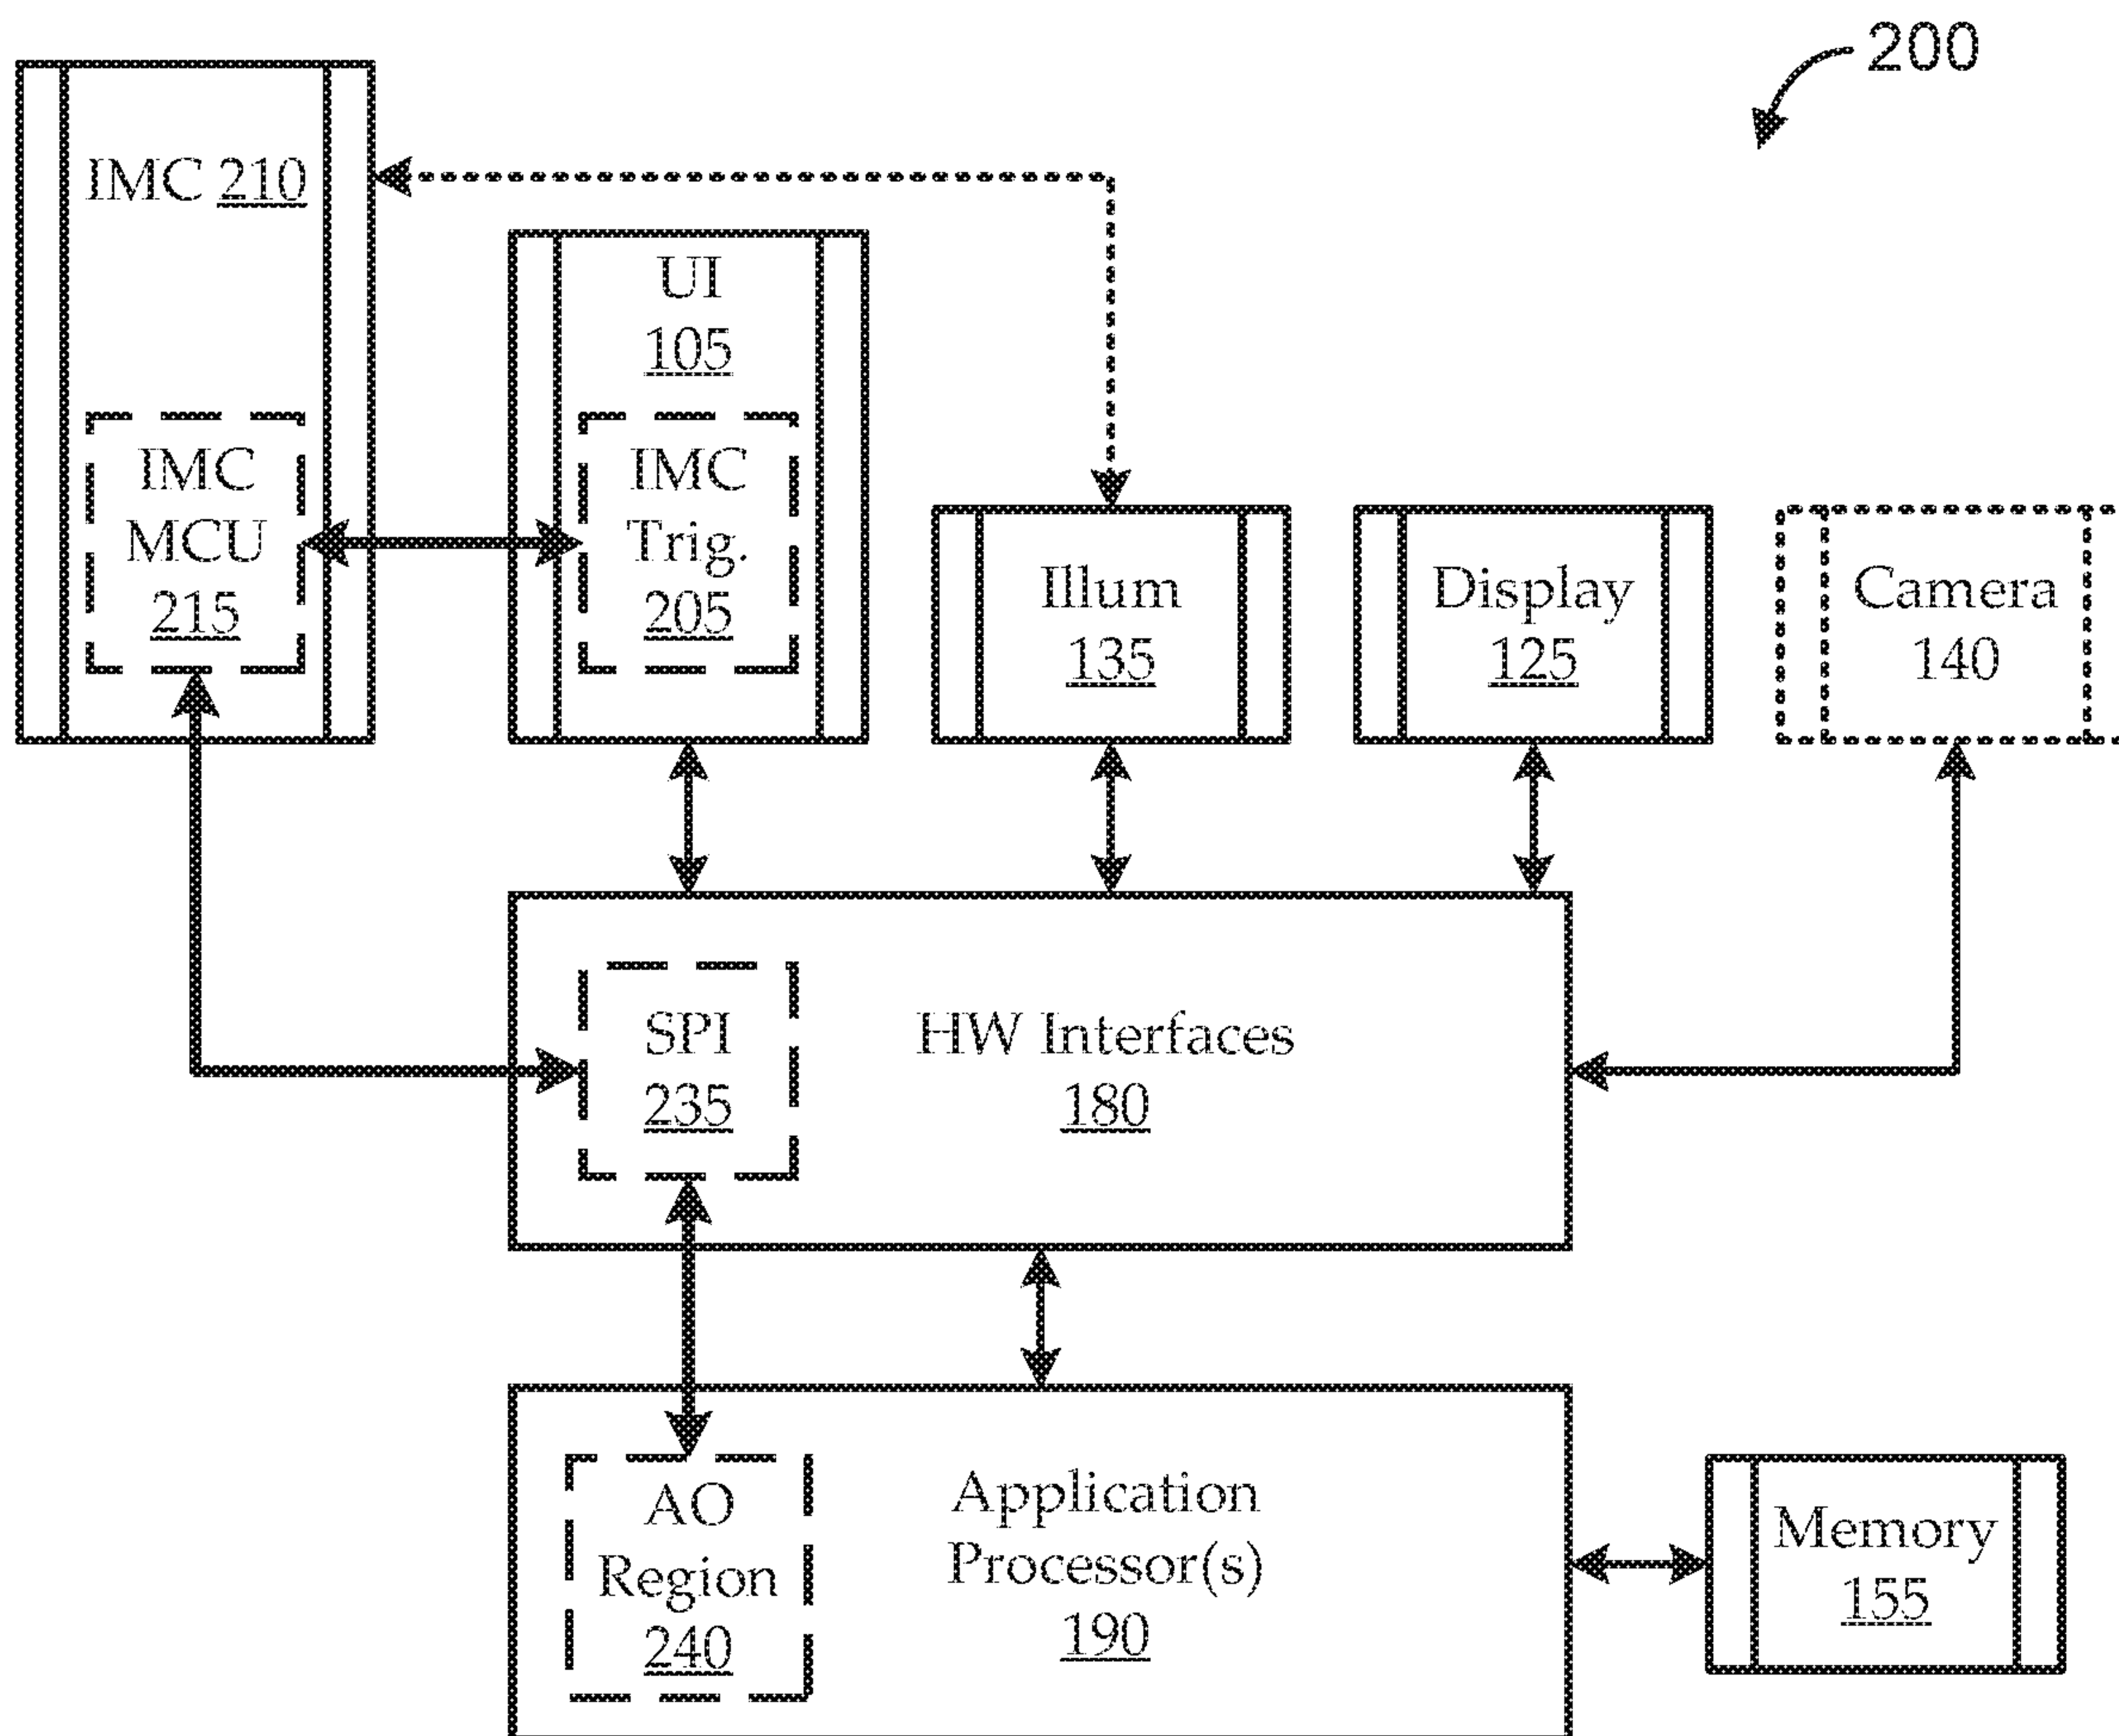 200
IMC 210
UI
105
IMC
MCU
215
IMC
Trig.
205
Illum
135
Display
125
Camera
140
SPI
235
HW Interfaces
180
AO
Region
240
Application
Processor(s)
190
Memory
155